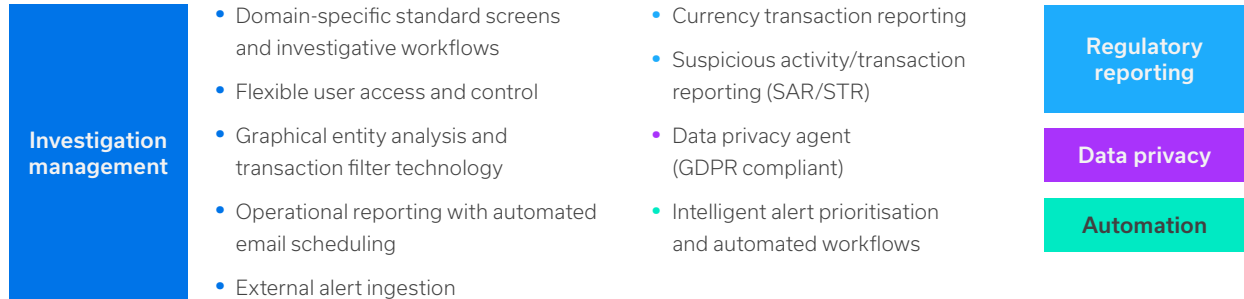 Investigation
management
• Domain-specific standard screens
and investigative workflows
• Flexible user access and control
• Graphical entity analysis and
transaction filter technology
• Operational reporting with automated
email scheduling
• External alert ingestion
• Currency transaction reporting
• Suspicious activity/transaction
reporting (SAR/STR)
• Data privacy agent
(GDPR compliant)
• Intelligent alert prioritisation
and automated workflows
Regulatory
reporting
Data privacy
Automation